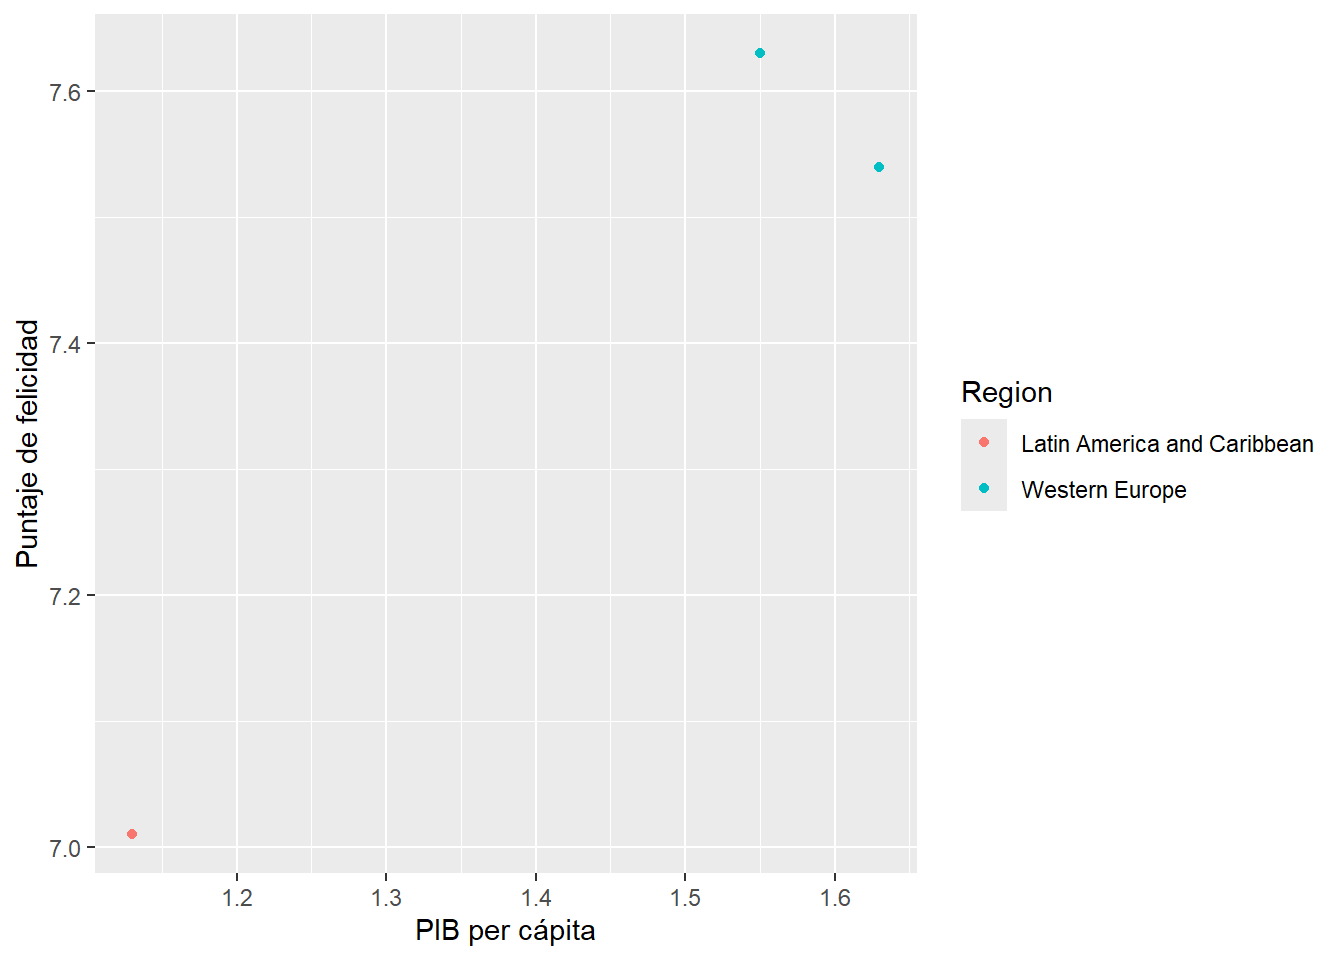 7.6
7.4
7.2
7.0
Puntaje de felicidad
1.2 1.3 1.4 1.5 1.6
PIB per cápita
Region
Latin America and Caribbean
Western Europe